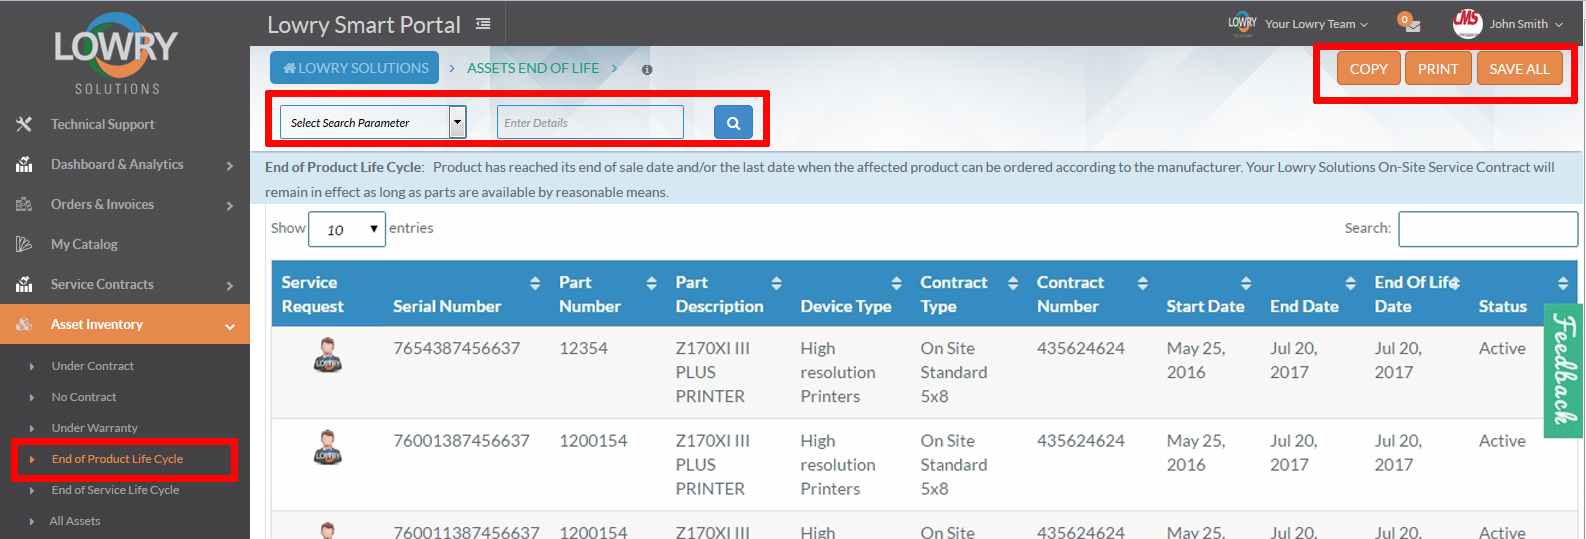 LOWRY
SOLUTIONS
Technical Support
Dashboard & Analytics
Orders & Invoices
My Catalog
Service Contracts
Asset Inventory
Under Contract
No Contract
Under Warranty
End of Product Life Cycle
End of Service Life Cycle
All Assets
Lowry Smart Portal
LOWRY
Your Lowry Team
0
CMS
John Smith
LOWRY SOLUTIONS > ASSETS END OF LIFE >
COPY PRINT SAVE ALL
Select Search Parameter
Enter Details
End of Product Life Cycle: Product has reached its end of sale date and/or the last date when the affected product can be ordered according to the manufacturer. Your Lowry Solutions On-Site Service Contract will
remain in effect as long as parts are available by reasonable means.
Show 10 entries
Search:
Service
Request
Serial Number
Part
Number
Part
Description
Device Type
Contract
Type
Contract
Number
Start Date
End Date
End Of Life
Date
Status
LOWRY
7654387456637
12354
Z170XI III
PLUS
PRINTER
High
resolution
Printers
On Site
Standard
5x8
435624624
May 25,
2016
Jul 20,
2017
Jul 20,
2017
Active
LOWRY
76001387456637
1200154
Z170XI III
PLUS
PRINTER
High
resolution
Printers
On Site
Standard
5x8
435624624
May 25,
2016
Jul 20,
2017
Jul 20,
2017
Active
760011387456637
1200154
Z170XI III
High
On Site
435624624
May 25,
Jul 20,
Jul 20,
Active
Feedback